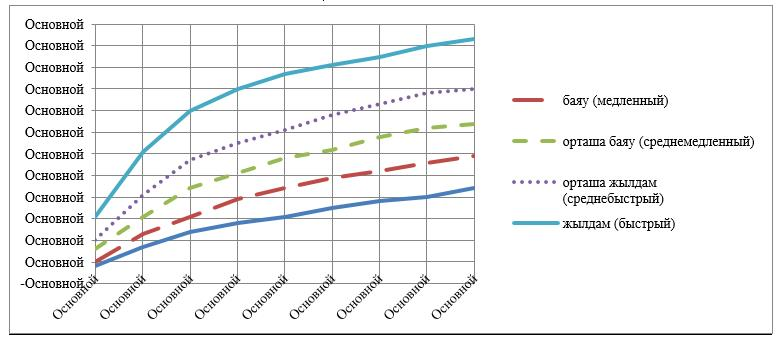 Основной
Основной
Основной
Основной
Основной
Основной
Основной
Основной
Основной
Основной
Основной
Основной
-Основной
Основной
Основной
Основной
Основной
Основной
Основной
Основной
Основной
Основной
баяу (медленный)
орташа баяу (среднемедленный)
орташа жылдам
(среднебыстрый)
жылдам (быстрый)